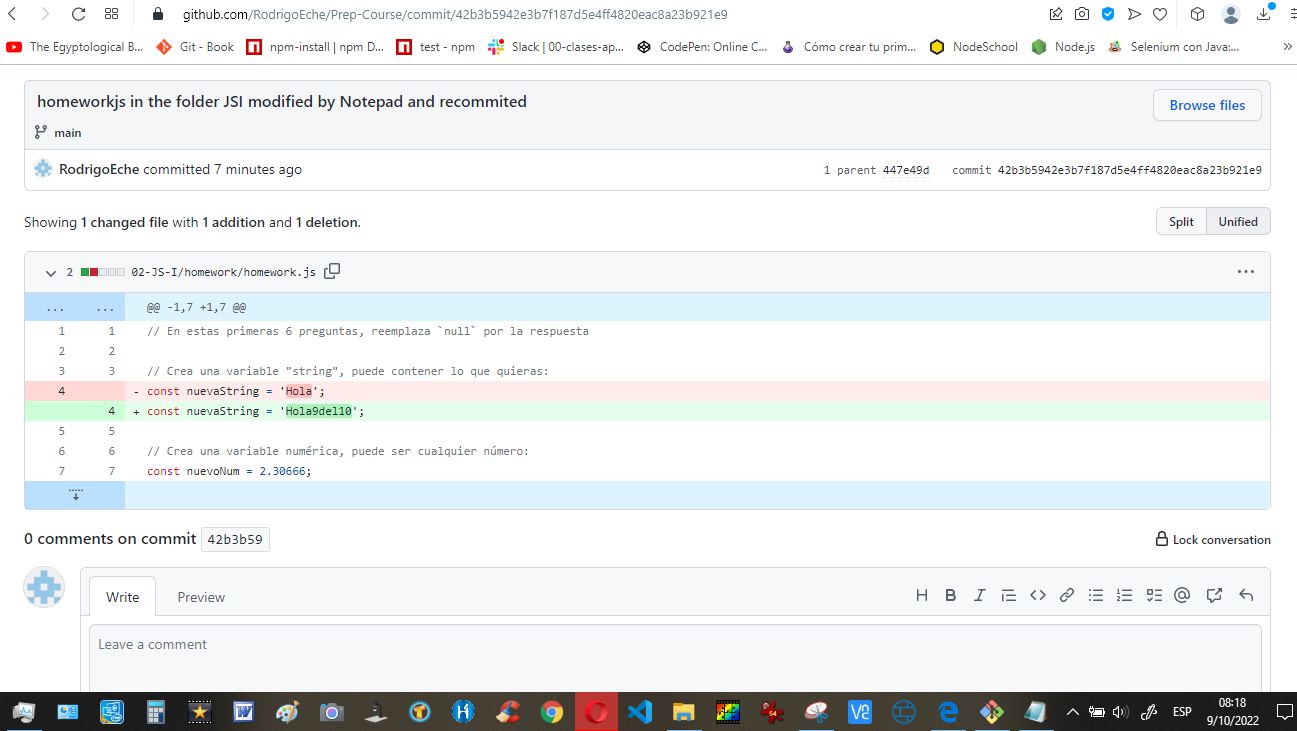 github.com/RodrigoEche/Prep-Course/commit/42b3b5942e3b7f187d5e4ff4820eac8a23b921e9
The Egyptological B... Git - Book npm-install | npm D... test - npm Slack | 00-clases-ap... CodePen: Online C... Cómo crear tu prim... NodeSchool Node.js Selenium con Java:... »
homeworkjs in the folder JSI modified by Notepad and recommited
Browse files
main
RodrigoEche committed 7 minutes ago 1 parent 447e49d commit 42b3b5942e3b7f187d5e4ff4820eac8a23b921e9
Showing 1 changed file with 1 addition and 1 deletion. Split Unified
2 02-JS-I/homework/homework.js ...
... ... @@ -1,7 +1,7 @@
1 1 // En estas primeras 6 preguntas, reemplaza `null` por la respuesta
2 2
3 3 // Crea una variable "string", puede contener lo que quieras:
4 - const nuevaString = 'Hola';
4 + const nuevaString = 'Hola9del10';
5 5
6 6 // Crea una variable numérica, puede ser cualquier número:
7 7 const nuevoNum = 2.30666;
0 comments on commit 42b3b59 Lock conversation
Write Preview H B I
Leave a comment
ESP 08:18
9/10/2022